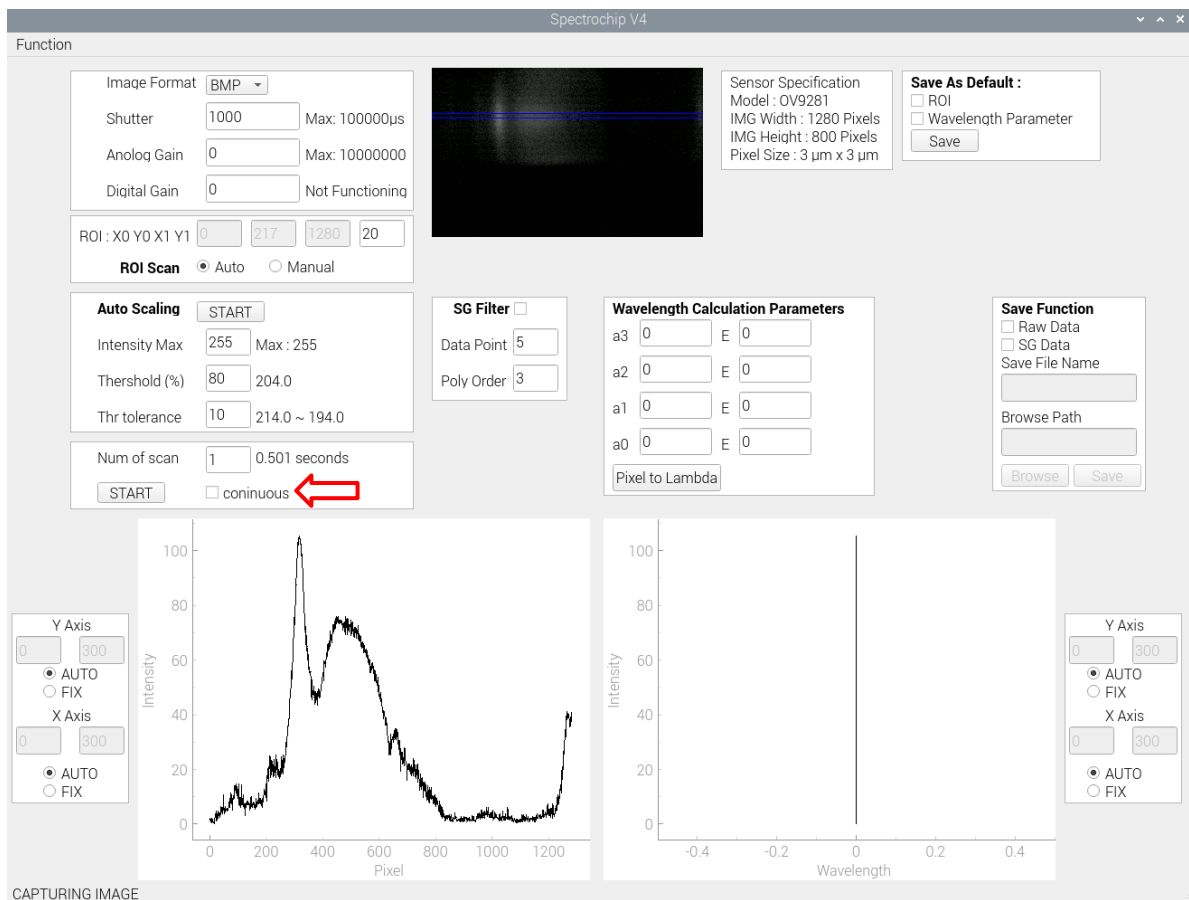 Spectrochip V4
Function
Image Format BMP
Shutter 1000 Max: 100000µs
Anolog Gain 0 Max: 10000000
Digital Gain 0 Not Functioning
ROI : X0 Y0 X1 Y1 0 217 1280 20
ROI Scan Auto Manual
Sensor Specification
Model : OV9281
IMG Width : 1280 Pixels
IMG Height : 800 Pixels
Pixel Size : 3 µm x 3 µm
Save As Default :
ROI
Wavelength Parameter
Save
Auto Scaling START
Intensity Max 255 Max : 255
Thershold (%) 80 204.0
Thr tolerance 10 214.0 ~ 194.0
SG Filter
Data Point 5
Poly Order 3
Wavelength Calculation Parameters
a3 0 E 0
a2 0 E 0
a1 0 E 0
a0 0 E 0
Pixel to Lambda
Save Function
Raw Data
SG Data
Save File Name
Browse Path
Browse Save
Num of scan 1 0.501 seconds
START coninuous
Y Axis
0 300
AUTO
FIX
X Axis
0 300
AUTO
FIX
Intensity
100
80
60
40
20
0
0 200 400 600 800 1000 1200
Pixel
Intensity
100
80
60
40
20
0
-0.4 -0.2 0 0.2 0.4
Wavelength
Y Axis
0 300
AUTO
FIX
X Axis
0 300
AUTO
FIX
CAPTURING IMAGE